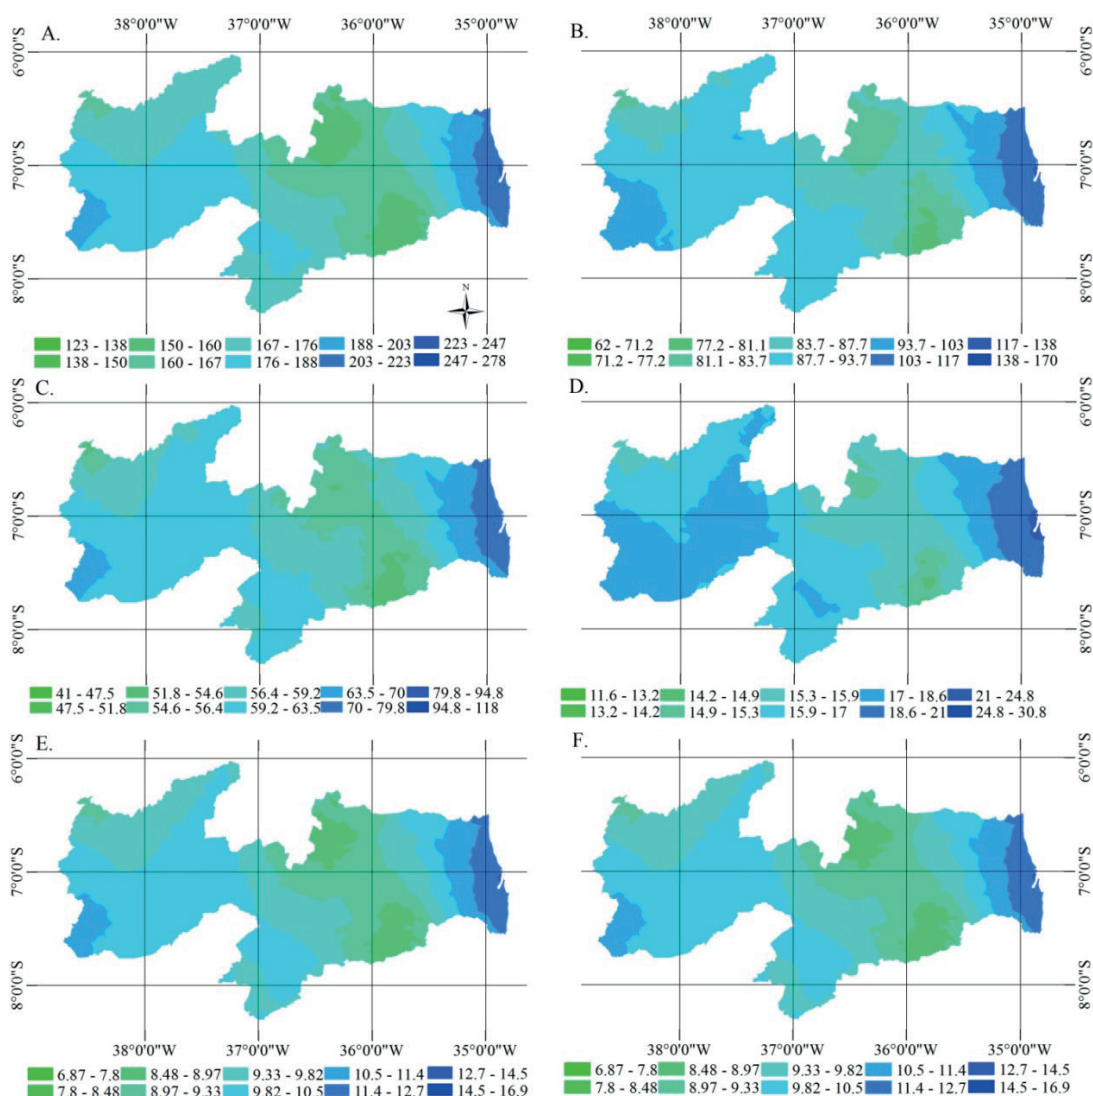 A. 38°0'0"W 37°0'0"W 36°0'0"W 35°0'0"W
B. 38°0'0"W 37°0'0"W 36°0'0"W 35°0'0"W
6°0'0"S 6°0'0"S
7°0'0"S 7°0'0"S
8°0'0"S 8°0'0"S
N
123 - 138 150 - 160 167 - 176 188 - 203 223 - 247
138 - 150 160 - 167 176 - 188 203 - 223 247 - 278
62 - 71.2 77.2 - 81.1 83.7 - 87.7 93.7 - 103 117 - 138
71.2 - 77.2 81.1 - 83.7 87.7 - 93.7 103 - 117 138 - 170
C.
D.
6°0'0"S 6°0'0"S
7°0'0"S 7°0'0"S
8°0'0"S 8°0'0"S
41 - 47.5 51.8 - 54.6 56.4 - 59.2 63.5 - 70 79.8 - 94.8
47.5 - 51.8 54.6 - 56.4 59.2 - 63.5 70 - 79.8 94.8 - 118
11.6 - 13.2 14.2 - 14.9 15.3 - 15.9 17 - 18.6 21 - 24.8
13.2 - 14.2 14.9 - 15.3 15.9 - 17 18.6 - 21 24.8 - 30.8
E.
F.
6°0'0"S 6°0'0"S
7°0'0"S 7°0'0"S
8°0'0"S 8°0'0"S
38°0'0"W 37°0'0"W 36°0'0"W 35°0'0"W
38°0'0"W 37°0'0"W 36°0'0"W 35°0'0"W
6.87 - 7.8 8.48 - 8.97 9.33 - 9.82 10.5 - 11.4 12.7 - 14.5
7.8 - 8.48 8.97 - 9.33 9.82 - 10.5 11.4 - 12.7 14.5 - 16.9
6.87 - 7.8 8.48 - 8.97 9.33 - 9.82 10.5 - 11.4 12.7 - 14.5
7.8 - 8.48 8.97 - 9.33 9.82 - 10.5 11.4 - 12.7 14.5 - 16.9